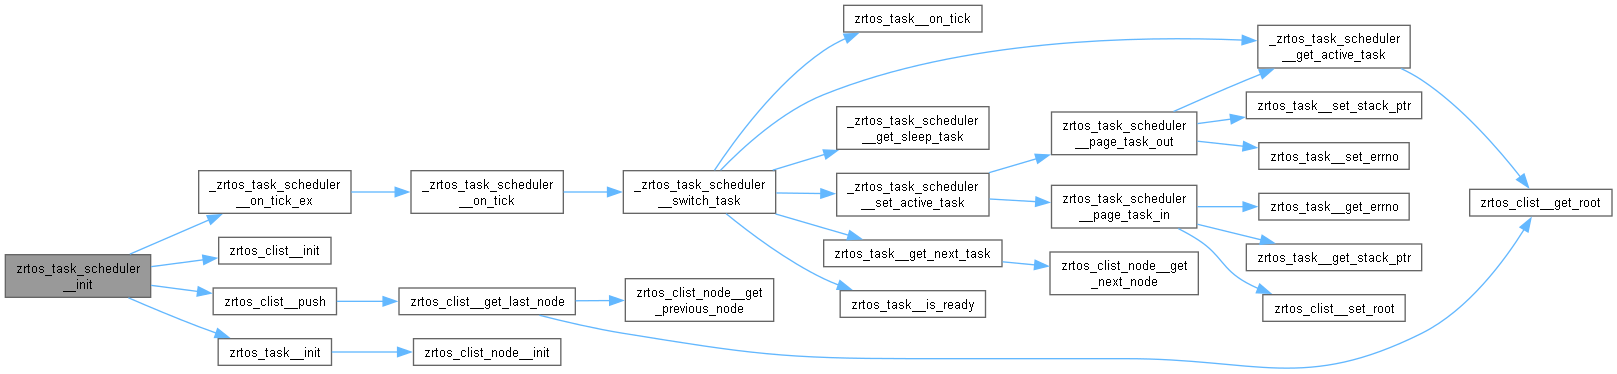 zrtos_task__on_tick
_zrtos_task_scheduler
__get_active_task
zrtos_task__set_stack_ptr
_zrtos_task_scheduler
__get_sleep_task
zrtos_task_scheduler
__page_task_out
zrtos_task__set_errno
_zrtos_task_scheduler
__on_tick_ex
_zrtos_task_scheduler
__on_tick
_zrtos_task_scheduler
__switch_task
_zrtos_task_scheduler
__set_active_task
zrtos_task_scheduler
__page_task_in
zrtos_task__get_errno
zrtos_clist__get_root
zrtos_clist__init
zrtos_task__get_next_task
zrtos_task__get_stack_ptr
zrtos_task_scheduler
__init
zrtos_clist_node__get
_next_node
zrtos_clist__push
zrtos_clist__get_last_node
zrtos_clist_node__get
_previous_node
zrtos_task__is_ready
zrtos_clist__set_root
zrtos_task__init
zrtos_clist_node__init